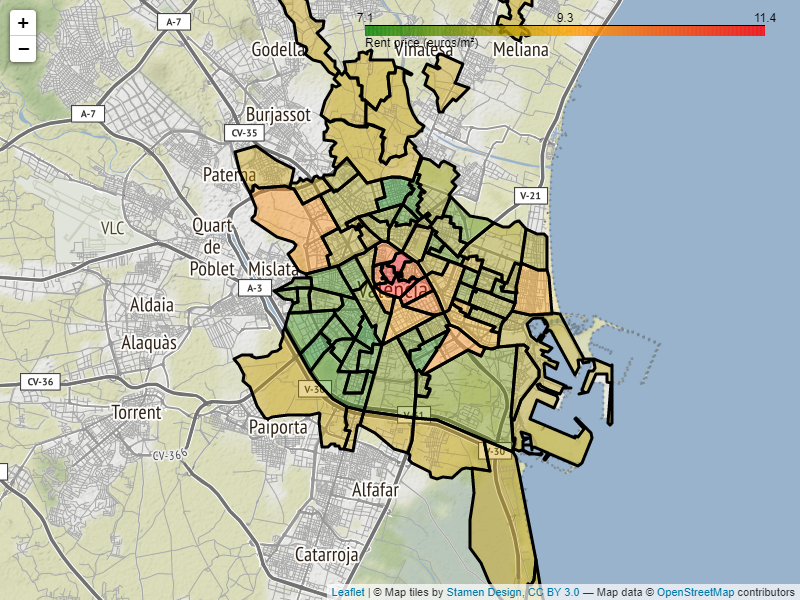 +
−
7.1 9.3 11.4
Rent price (euros/m²)
A-7
Godella
Vinalesa
Meliana
A-7
Burjassot
CV-35
Paterna
V-21
VLC
Quart
de
Poblet
Mislata
València
A-3
Aldaia
Alaquàs
CV-36
V-30
Torrent
V-31
Paiporta
V-30
CV-36
Alfafar
Catarroja
Leaflet | © Map tiles by Stamen Design, CC BY 3.0 — Map data © OpenStreetMap contributors